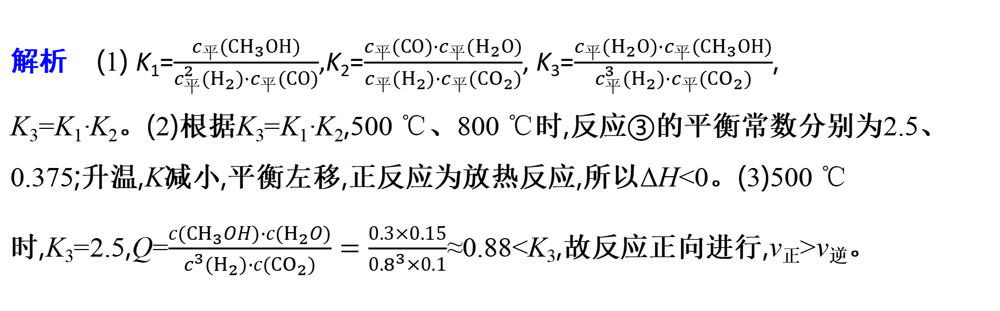 解析 (1) K₁=c平(CH₃OH)/c²平(H₂)·c平(CO),K₂=c平(CO)·c平(H₂O)/c平(H₂)·c平(CO₂), K₃=c平(H₂O)·c平(CH₃OH)/c³平(H₂)·c平(CO₂),
K₃=K₁·K₂。(2)根据K₃=K₁·K₂,500 ℃、800 ℃时,反应③的平衡常数分别为2.5、
0.375;升温,K减小,平衡左移,正反应为放热反应,所以ΔH<0。(3)500 ℃
时,K₃=2.5,Q=c(CH₃OH)·c(H₂O)/c³(H₂)·c(CO₂)=0.3×0.15/0.8³×0.1≈0.88<K₃,故反应正向进行,v正>v逆。